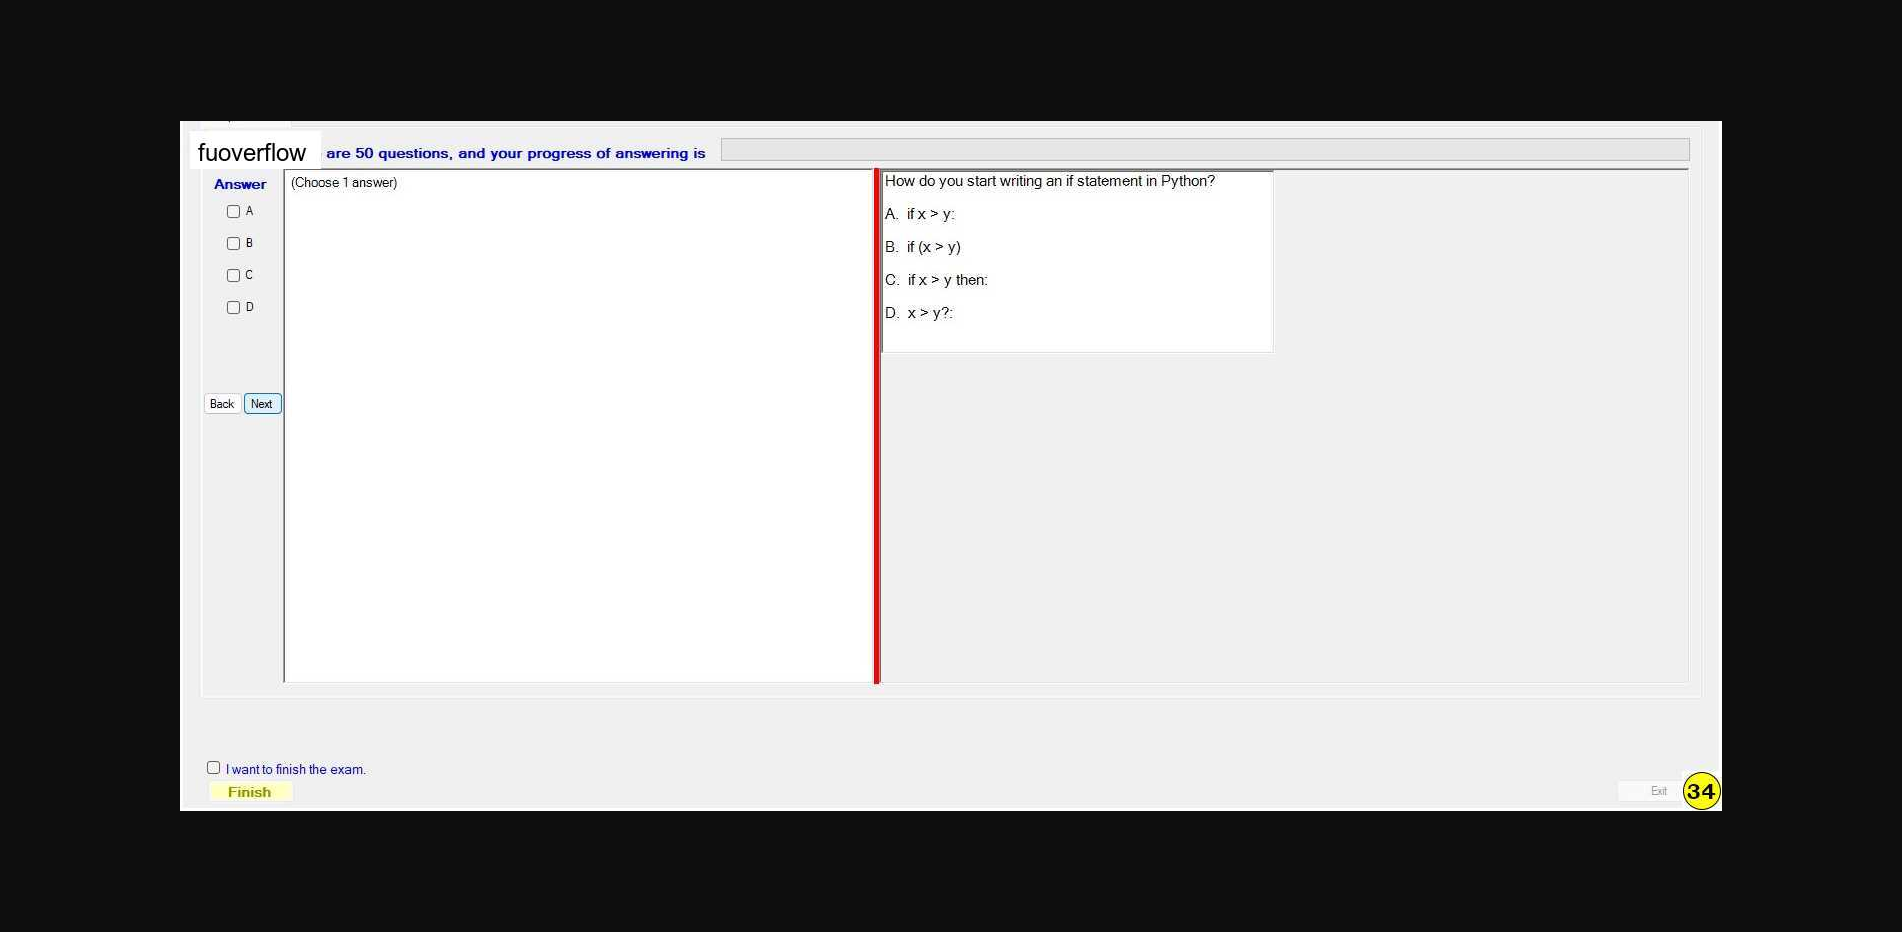 fuoverflow are 50 questions, and your progress of answering is
Answer
(Choose 1 answer)
A
B
C
D
Back Next
How do you start writing an if statement in Python?
A. if x > y:
B. if (x > y)
C. if x > y then:
D. x > y?:
I want to finish the exam.
Finish
Exit
34